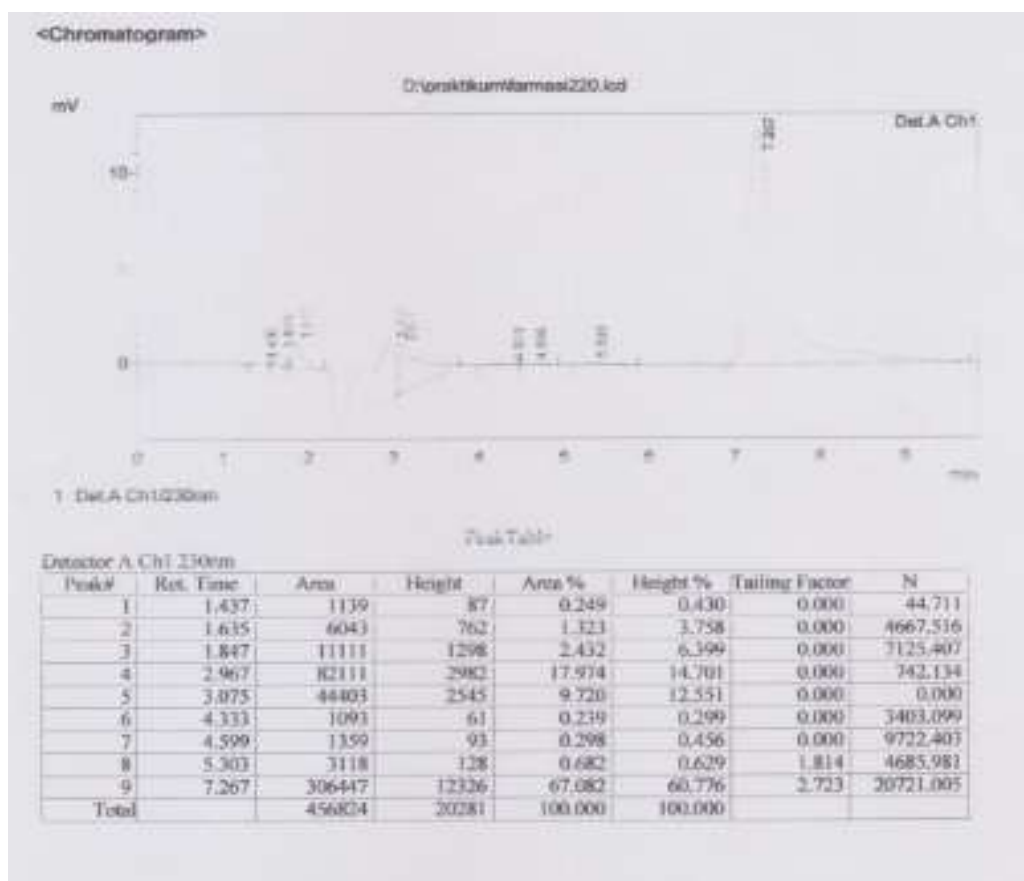 <Chromatogram>
D:\praktikum\farmasi220.lcd
mV
Det.A Ch1
10
7.267
0
0 1 2 3 4 5 6 7 8 9
min
1 Det.A Ch1/230nm
PeakTable
Detector A Ch1 230nm
Peak# Ret. Time Area Height Area % Height % Tailing Factor N
1 1.437 1139 87 0.249 0.430 0.000 44.711
2 1.635 6043 762 1.323 3.758 0.000 4667.516
3 1.847 11111 1298 2.432 6.399 0.000 7125.407
4 2.967 82111 2982 17.974 14.701 0.000 742.134
5 3.075 44403 2545 9.720 12.551 0.000 0.000
6 4.333 1093 61 0.239 0.299 0.000 3403.099
7 4.599 1359 93 0.298 0.456 0.000 9722.403
8 5.303 3118 128 0.682 0.629 1.814 4685.981
9 7.267 306447 12326 67.082 60.776 2.723 20721.005
Total 456824 20281 100.000 100.000